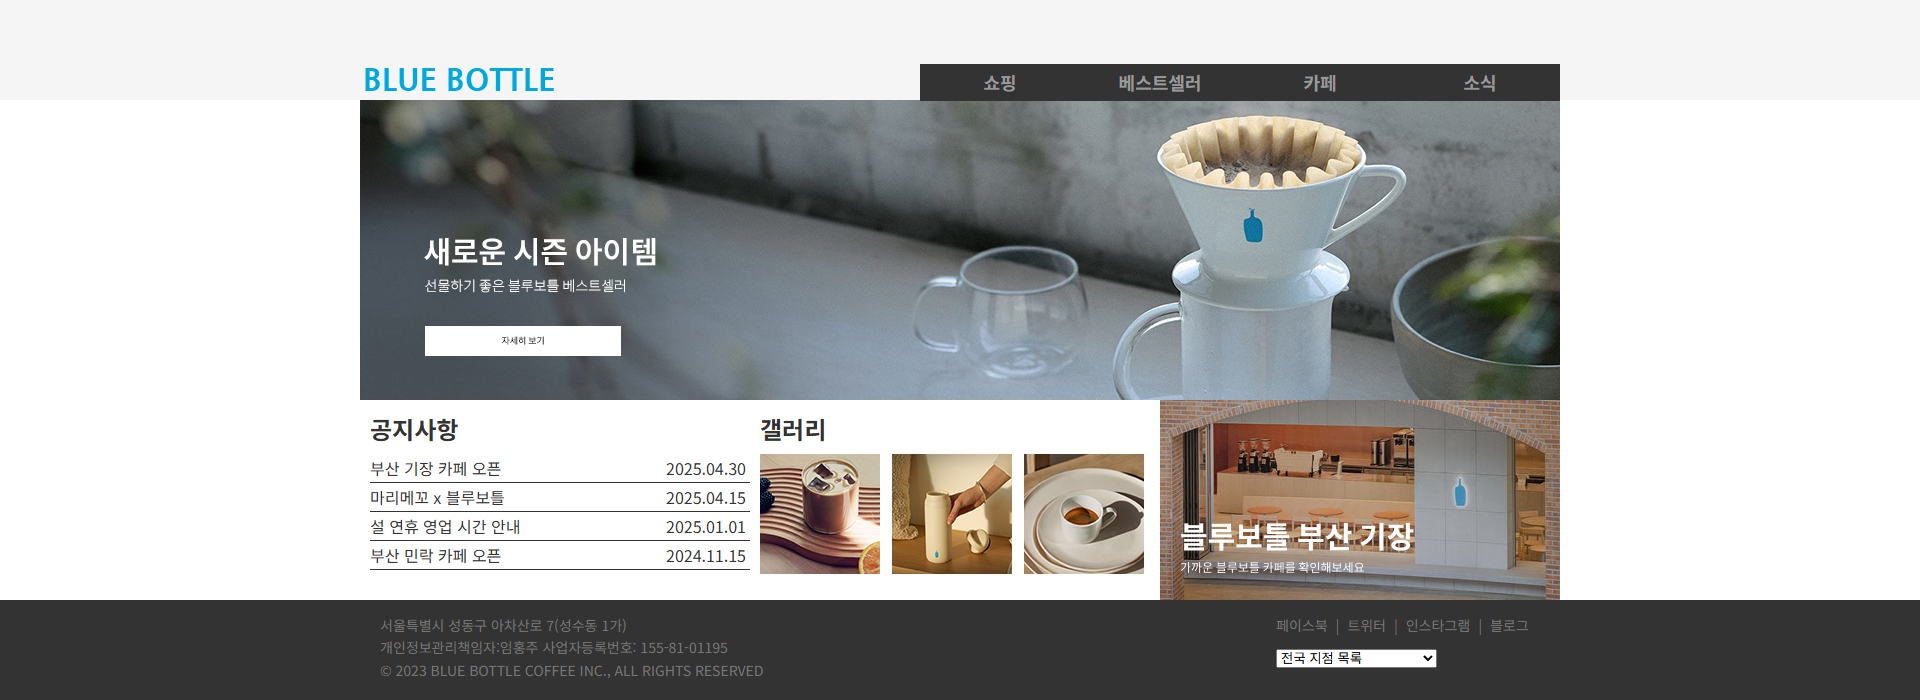 BLUE BOTTLE
쇼핑 베스트셀러 카페 소식
새로운 시즌 아이템
선물하기 좋은 블루보틀 베스트셀러
자세히 보기
공지사항
부산 기장 카페 오픈 2025.04.30
마리메꼬 x 블루보틀 2025.04.15
설 연휴 영업 시간 안내 2025.01.01
부산 민락 카페 오픈 2024.11.15
갤러리
블루보틀 부산 기장
가까운 블루보틀 카페를 확인해보세요
서울특별시 성동구 아차산로 7(성수동 1가)
개인정보관리책임자:임홍주 사업자등록번호: 155-81-01195
© 2023 BLUE BOTTLE COFFEE INC., ALL RIGHTS RESERVED
페이스북 | 트위터 | 인스타그램 | 블로그
전국 지점 목록